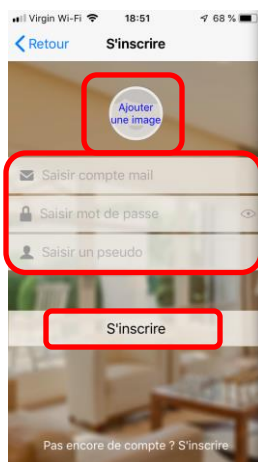 Virgin Wi-Fi 18:51 68 %
Retour S'inscrire
Ajouter
une image
Saisir compte mail
Saisir mot de passe
Saisir un pseudo
S'inscrire
Pas encore de compte ? S'inscrire